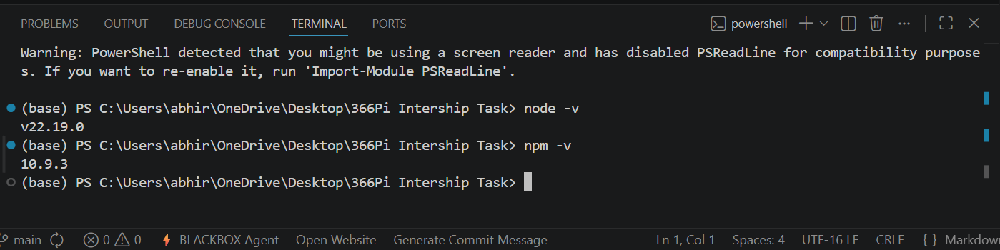 PROBLEMS OUTPUT DEBUG CONSOLE TERMINAL PORTS powershell
Warning: PowerShell detected that you might be using a screen reader and has disabled PSReadLine for compatibility purpose
s. If you want to re-enable it, run 'Import-Module PSReadLine'.
(base) PS C:\Users\abhir\OneDrive\Desktop\366Pi Intership Task> node -v
v22.19.0
(base) PS C:\Users\abhir\OneDrive\Desktop\366Pi Intership Task> npm -v
10.9.3
(base) PS C:\Users\abhir\OneDrive\Desktop\366Pi Intership Task>
main 0 0 BLACKBOX Agent Open Website Generate Commit Message Ln 1, Col 1 Spaces: 4 UTF-16 LE CRLF { } Markdow